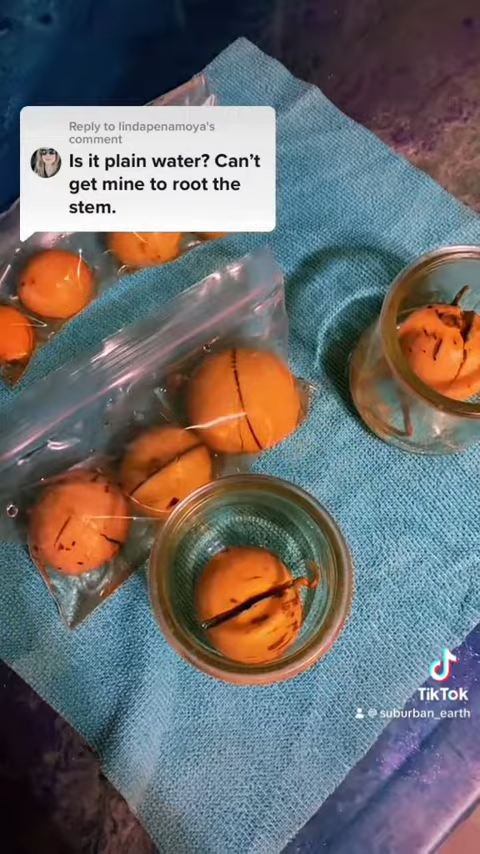 Reply to lindapenamoya's
comment
Is it plain water? Can't
get mine to root the
stem.
TikTok
@ suburban_earth